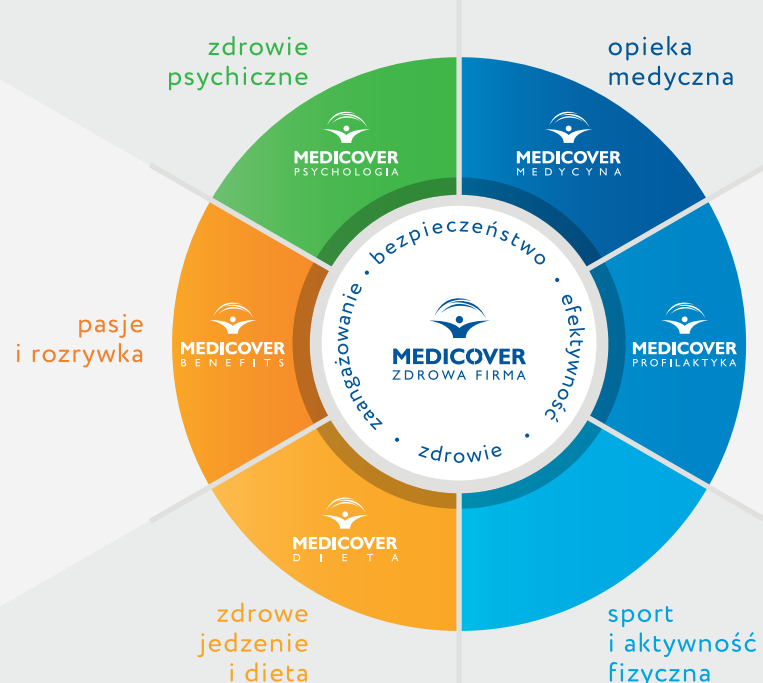 zdrowie
psychiczne
opieka
medyczna
MEDICOVER
PSYCHOLOGIA
MEDICOVER
MEDYCYNA
pasje
i rozrywka
MEDICOVER
BENEFITS
zaangażowanie • bezpieczeństwo • efektywność • zdrowie •
MEDICOVER
ZDROWA FIRMA
MEDICOVER
PROFILAKTYKA
MEDICOVER
DIETA
zdrowe
jedzenie
i dieta
sport
i aktywność
fizyczna